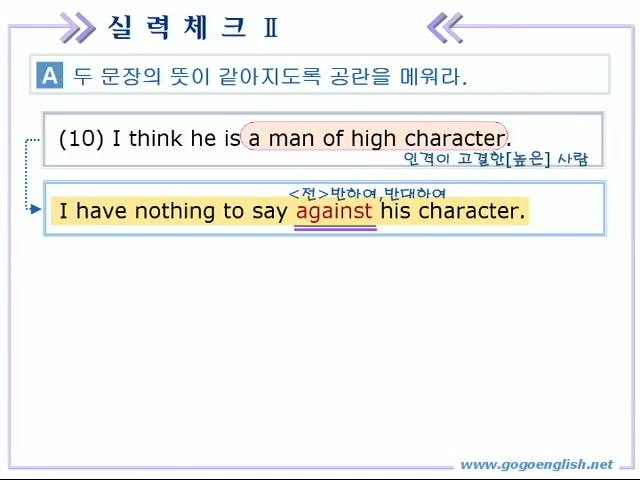 실 력 체 크 Ⅱ
A 두 문장의 뜻이 같아지도록 공란을 메워라.
(10) I think he is a man of high character.
인격이 고결한[높은] 사람
<전>반하여,반대하여
I have nothing to say against his character.
www.gogoenglish.net